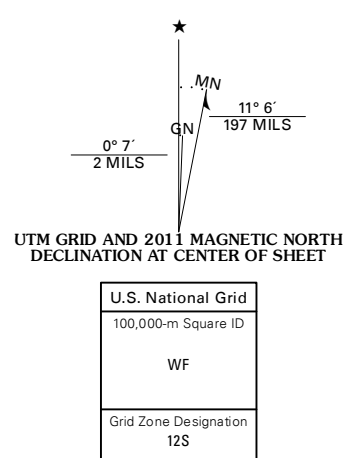 ★
MN
11° 6´
197 MILS
GN
0° 7´
2 MILS
UTM GRID AND 2011 MAGNETIC NORTH
DECLINATION AT CENTER OF SHEET
U.S. National Grid
100,000-m Square ID
WF
Grid Zone Designation
12S